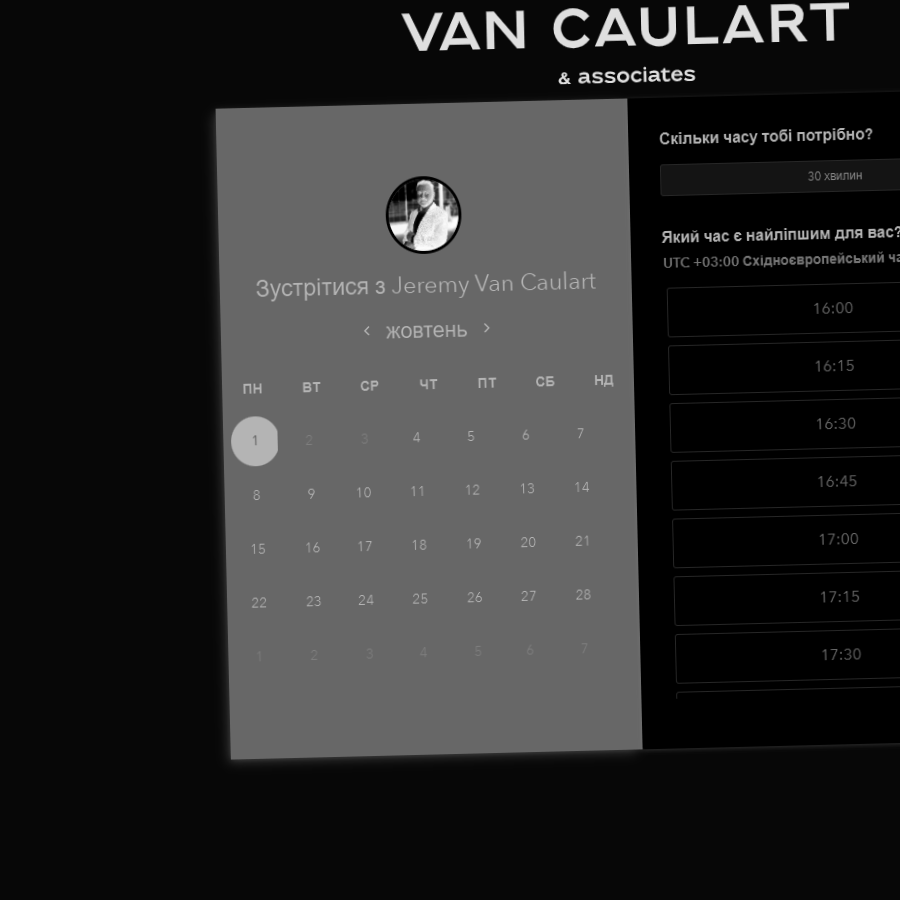 VAN CAULART
& associates
Зустрітися з Jeremy Van Caulart
жовтень
ПН ВТ СР ЧТ ПТ СБ НД
1 2 3 4 5 6 7
8 9 10 11 12 13 14
15 16 17 18 19 20 21
22 23 24 25 26 27 28
1 2 3 4 5 6 7
Скільки часу тобі потрібно?
30 хвилин
Який час є найліпшим для вас?
UTC +03:00 Східноєвропейський
16:00
16:15
16:30
16:45
17:00
17:15
17:30